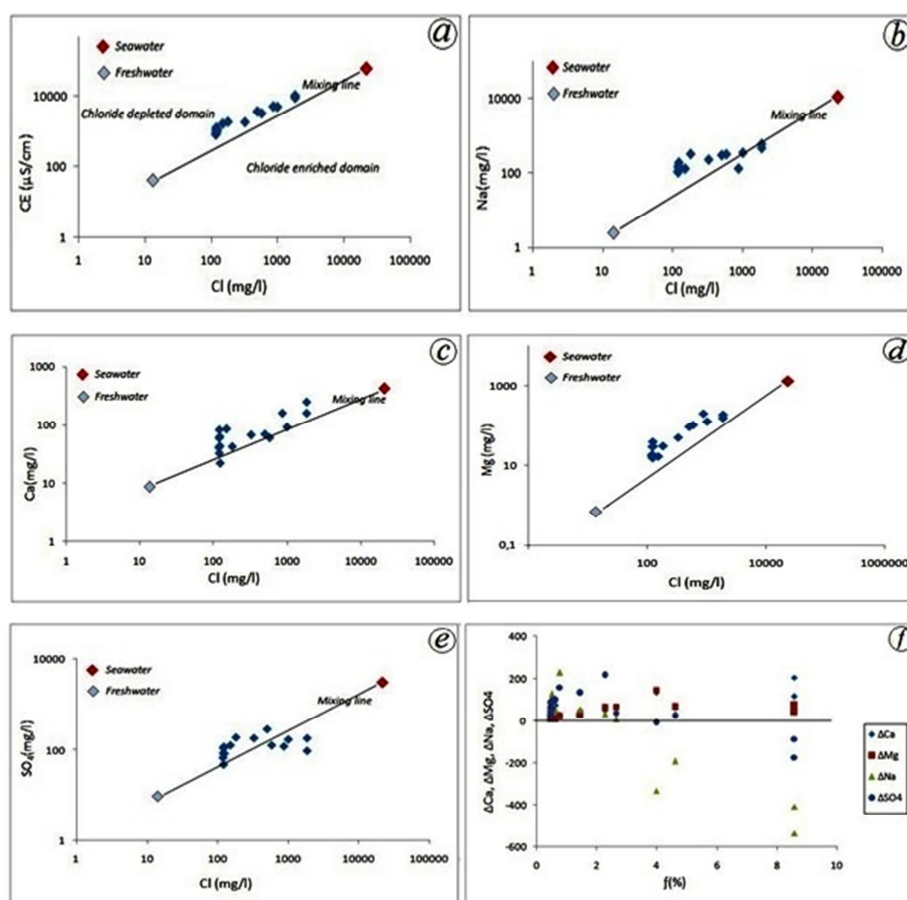 a
Seawater
Freshwater
Mixing line
Chloride depleted domain
Chloride enriched domain
CE (µS/cm)
10000
100
1
1 10 100 1000 10000 100000
Cl (mg/l)
b
Seawater
Freshwater
Mixing line
Na(mg/l)
10000
100
1
1 10 100 1000 10000 100000
Cl (mg/l)
c
Seawater
Freshwater
Mixing line
Ca(mg/l)
1000
100
10
1
1 10 100 1000 10000 100000
Cl (mg/l)
d
Seawater
Freshwater
Mg (mg/l)
1000
10
0,1
100 10000 1000000
Cl (mg/l)
e
Seawater
Freshwater
Mixing line
SO₄(mg/l)
10000
100
1
1 10 100 1000 10000 100000
Cl (mg/l)
f
ΔCa, ΔMg, ΔNa, ΔSO4
400
200
0
-200
-400
-600
0 2 4 6 8 10
f(%)
ΔCa
ΔMg
ΔNa
ΔSO4